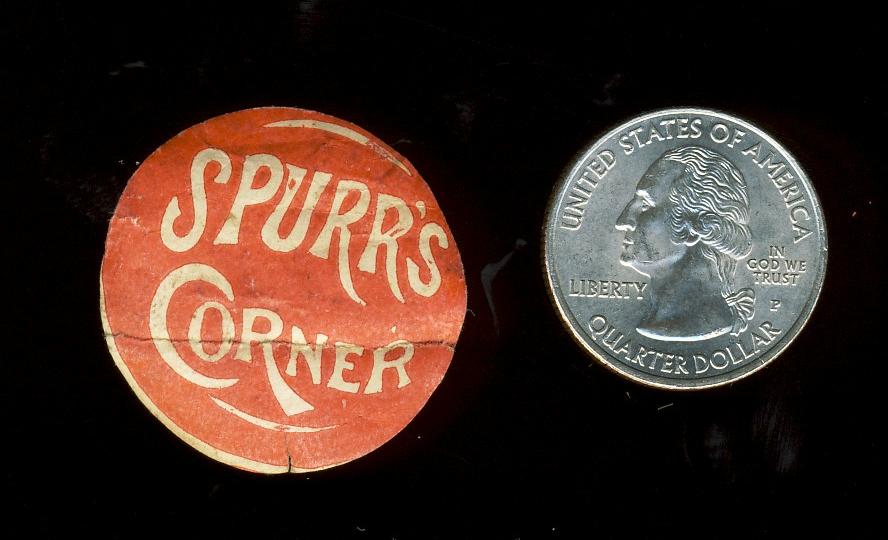 SPURR'S
CORNER
UNITED STATES OF AMERICA
IN
GOD WE
TRUST
LIBERTY
P
QUARTER DOLLAR